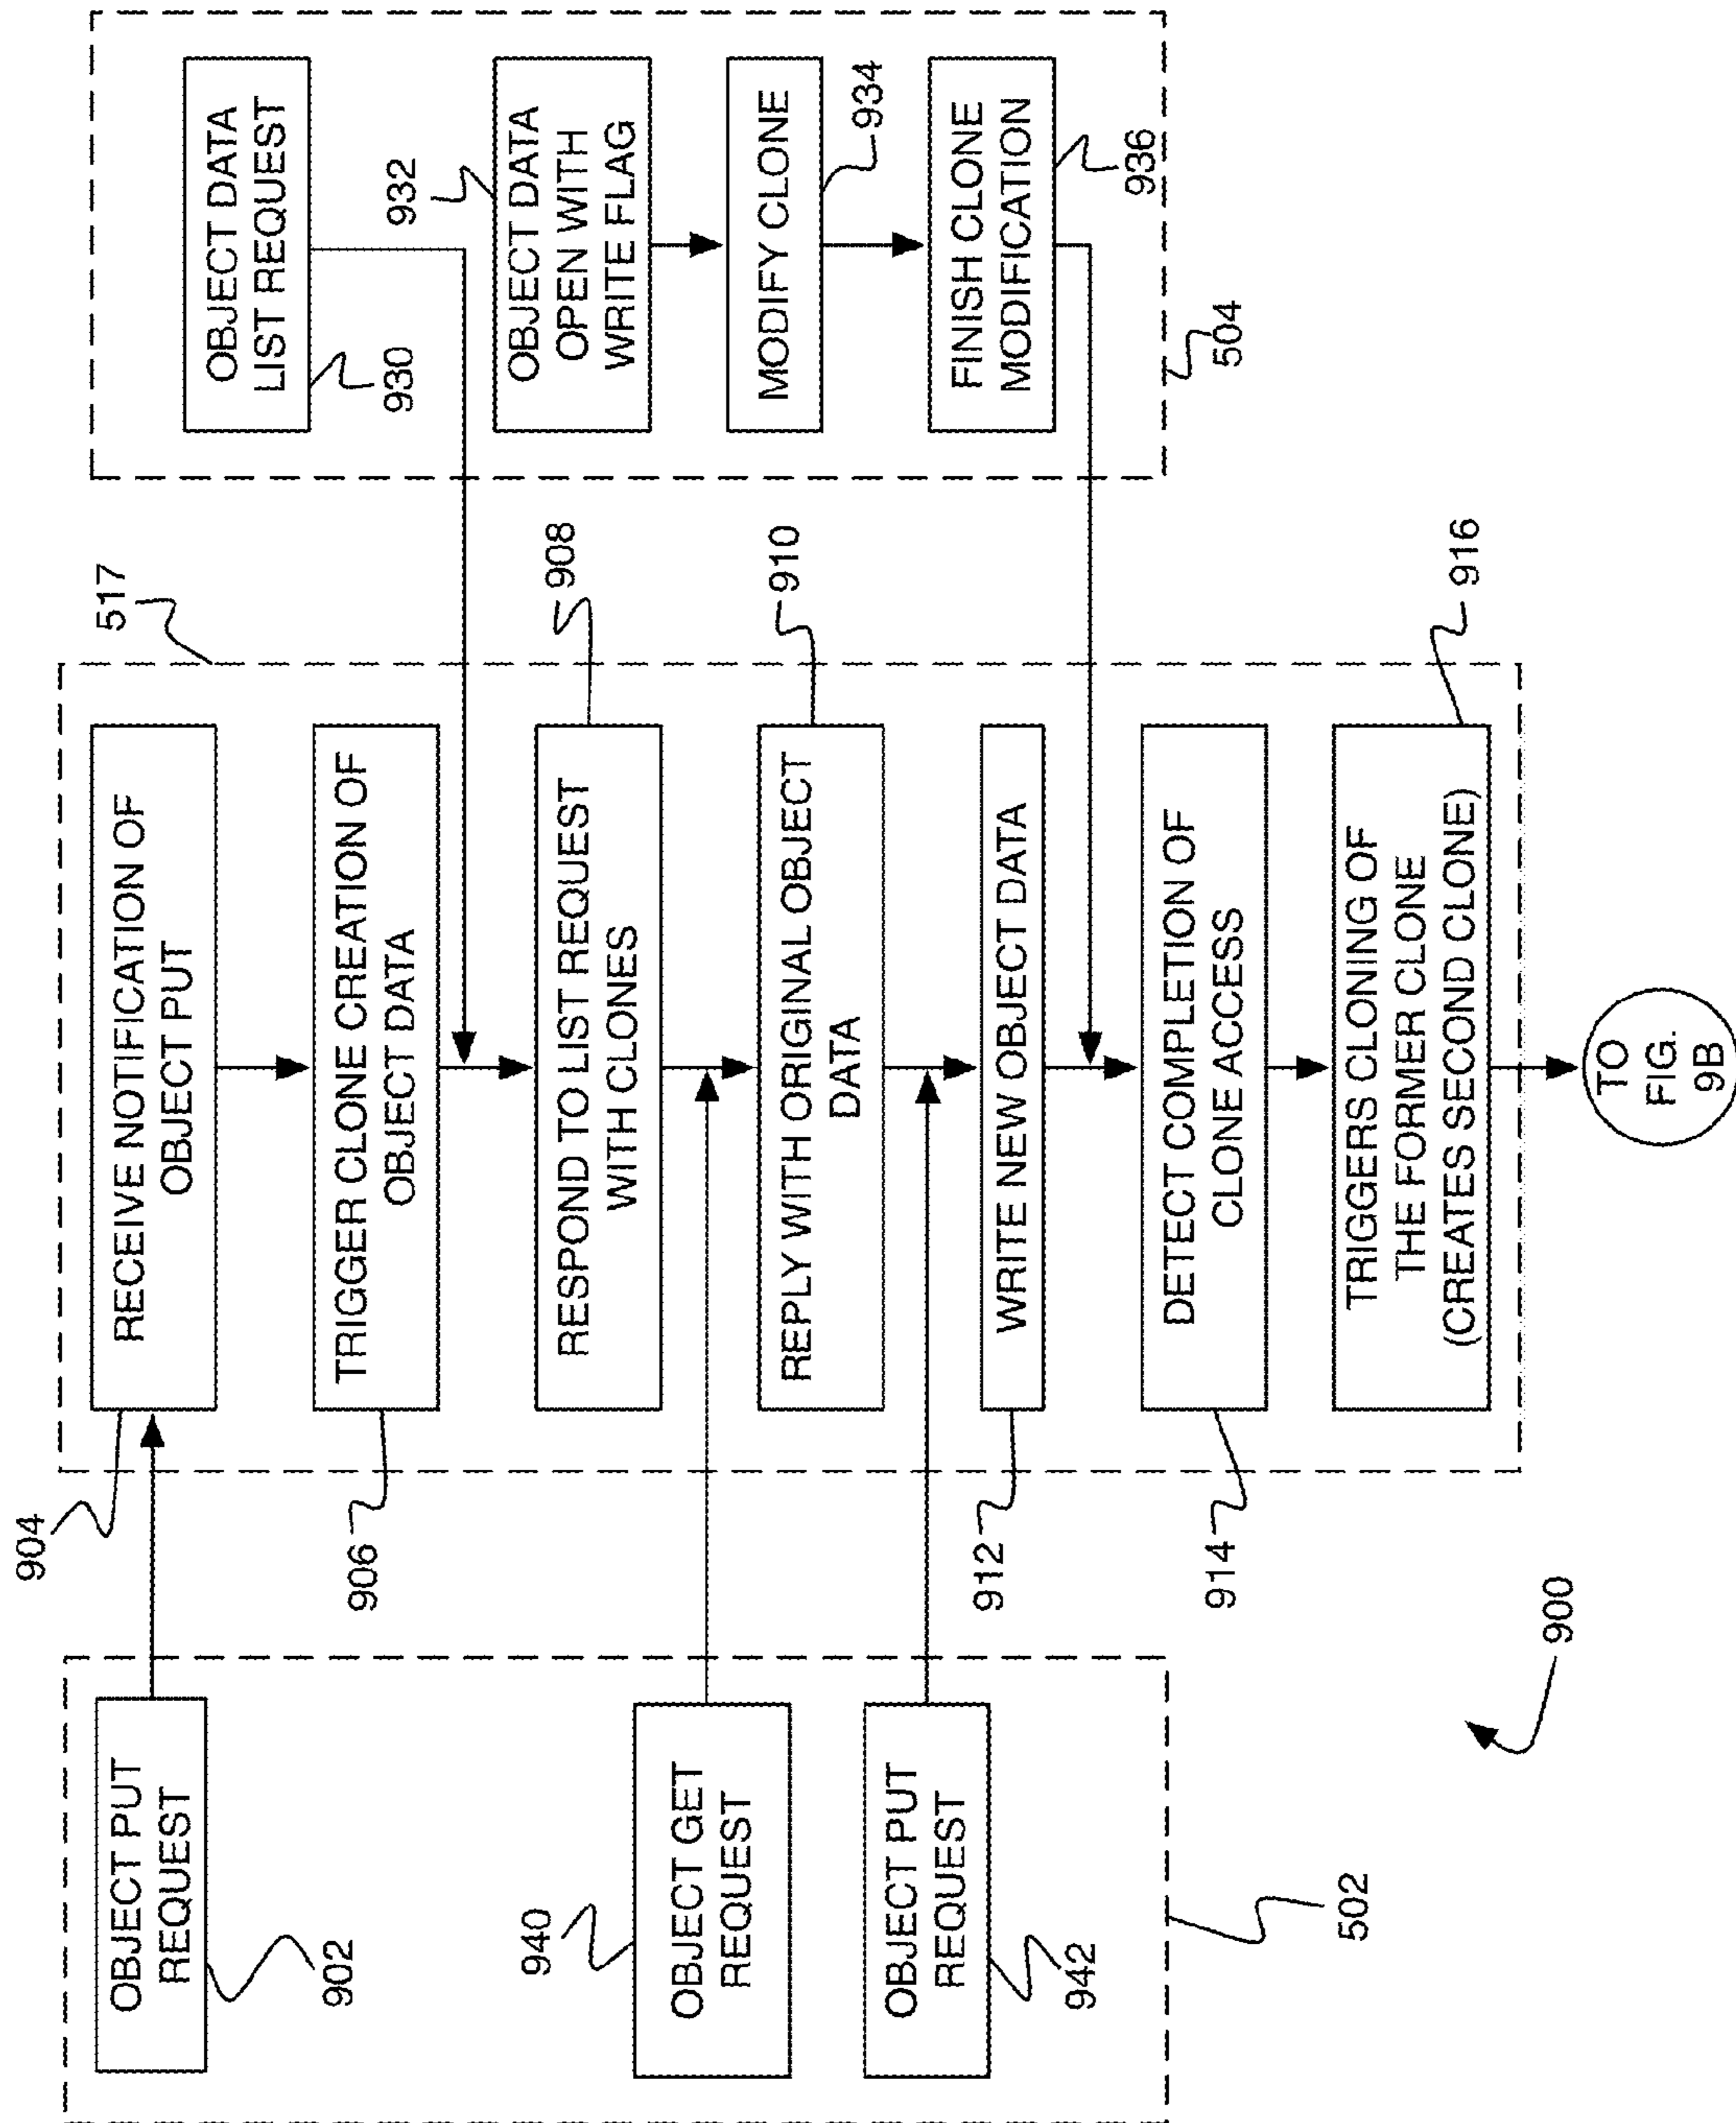 OBJECT PUT
REQUEST
902
OBJECT GET
REQUEST
940
OBJECT PUT
REQUEST
942
502
904
RECEIVE NOTIFICATION OF
OBJECT PUT
517
TRIGGER CLONE CREATION OF
OBJECT DATA
906
RESPOND TO LIST REQUEST
WITH CLONES
908
REPLY WITH ORIGINAL OBJECT
DATA
910
WRITE NEW OBJECT DATA
912
DETECT COMPLETION OF
CLONE ACCESS
914
TRIGGERS CLONING OF
THE FORMER CLONE
(CREATES SECOND CLONE)
916
TO
FIG.
9B
OBJECT DATA
LIST REQUEST
930
932
OBJECT DATA
OPEN WITH
WRITE FLAG
MODIFY CLONE
934
FINISH CLONE
MODIFICATION
936
504
900